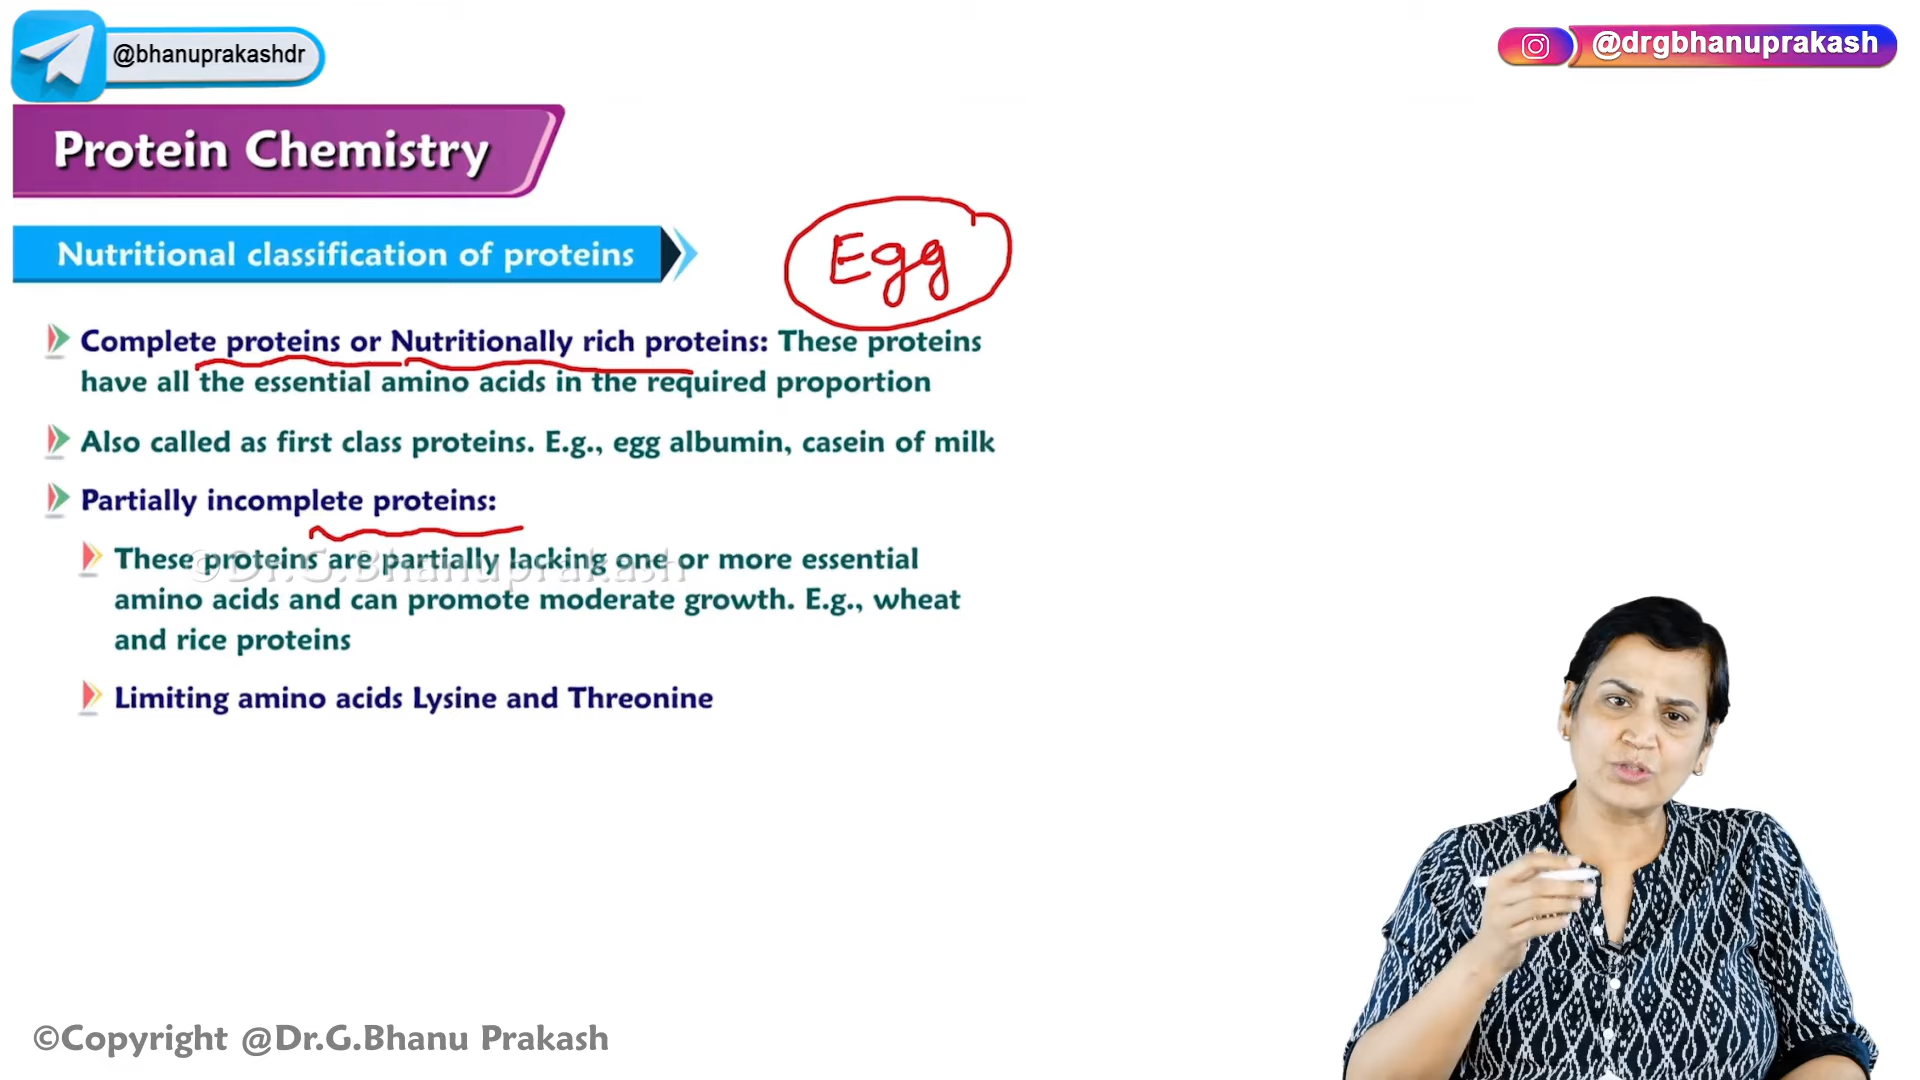 @bhanuprakashdr
@drgbhanuprakash
Protein Chemistry
Nutritional classification of proteins
Egg
Complete proteins or Nutritionally rich proteins: These proteins
have all the essential amino acids in the required proportion
Also called as first class proteins. E.g., egg albumin, casein of milk
Partially incomplete proteins:
These proteins are partially lacking one or more essential
©Dr.G.Bhanuprakash
amino acids and can promote moderate growth. E.g., wheat
and rice proteins
Limiting amino acids Lysine and Threonine
©Copyright @Dr.G.Bhanu Prakash